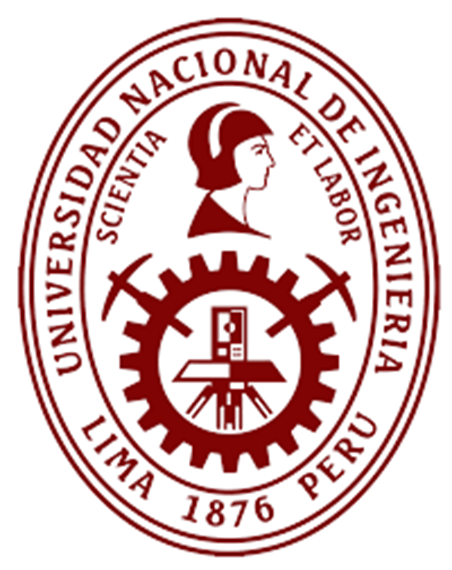 UNIVERSIDAD NACIONAL DE INGENIERIA
SCIENTIA ET LABOR
LIMA 1876 PERU